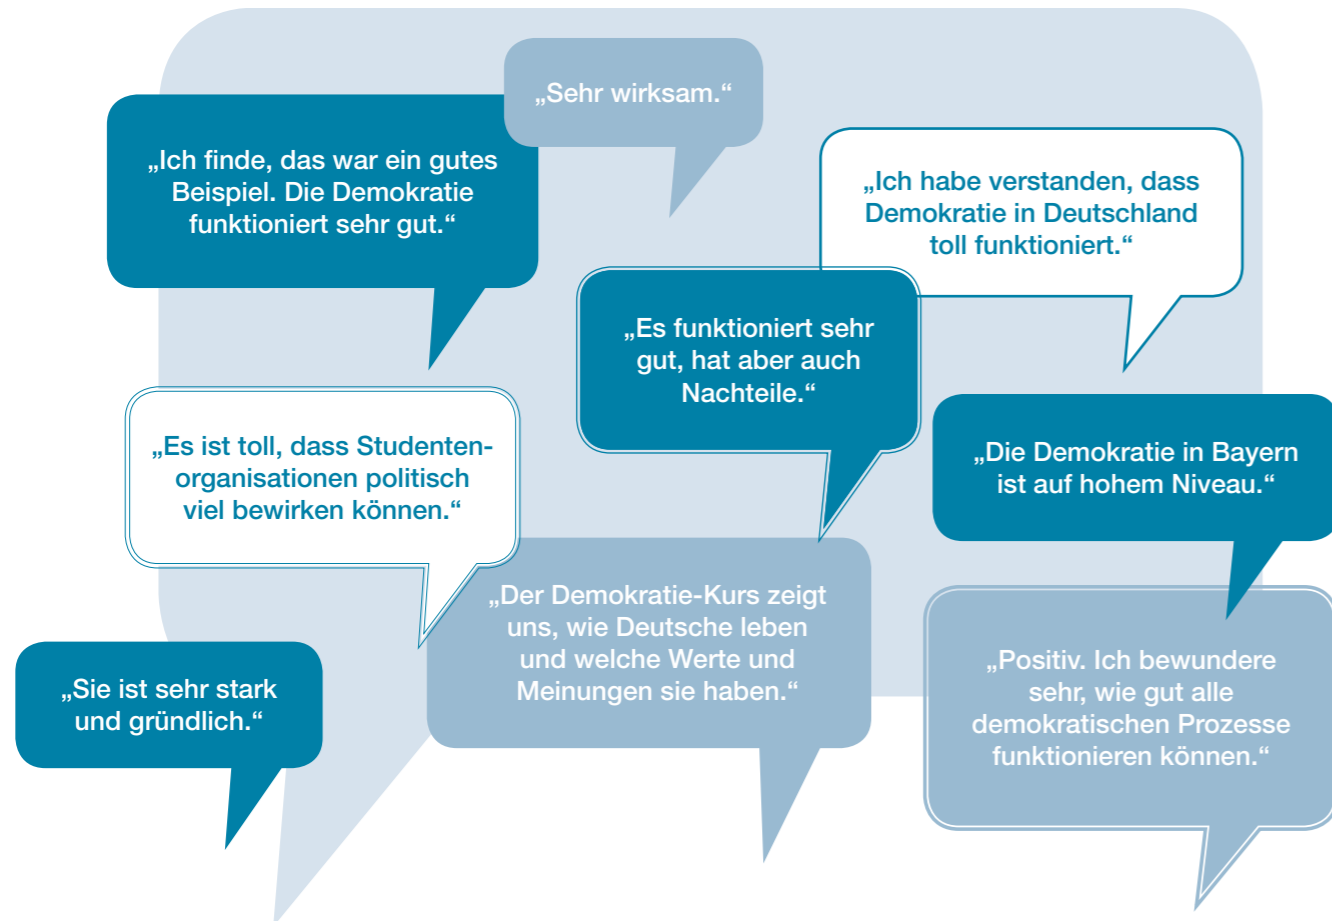 „Sehr wirksam.“
„Ich finde, das war ein gutes
Beispiel. Die Demokratie
funktioniert sehr gut.“
„Ich habe verstanden, dass
Demokratie in Deutschland
toll funktioniert.“
„Es funktioniert sehr
gut, hat aber auch
Nachteile.“
„Es ist toll, dass Studenten-
organisationen politisch
viel bewirken können.“
„Die Demokratie in Bayern
ist auf hohem Niveau.“
„Der Demokratie-Kurs zeigt
uns, wie Deutsche leben
und welche Werte und
Meinungen sie haben.“
„Sie ist sehr stark
und gründlich.“
„Positiv. Ich bewundere
sehr, wie gut alle
demokratischen Prozesse
funktionieren können.“